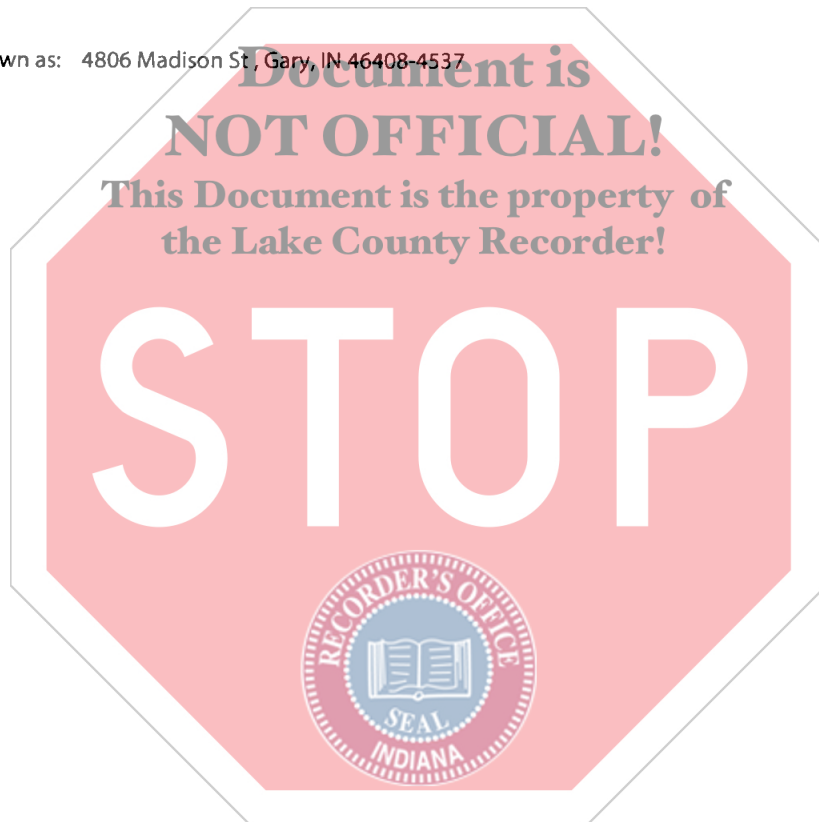 wn as: 4806 Madison St , Gary, IN 46408-4537
Document is
NOT OFFICIAL!
This Document is the property of
the Lake County Recorder!
STOP
RECORDER'S OFFICE
SEAL
INDIANA